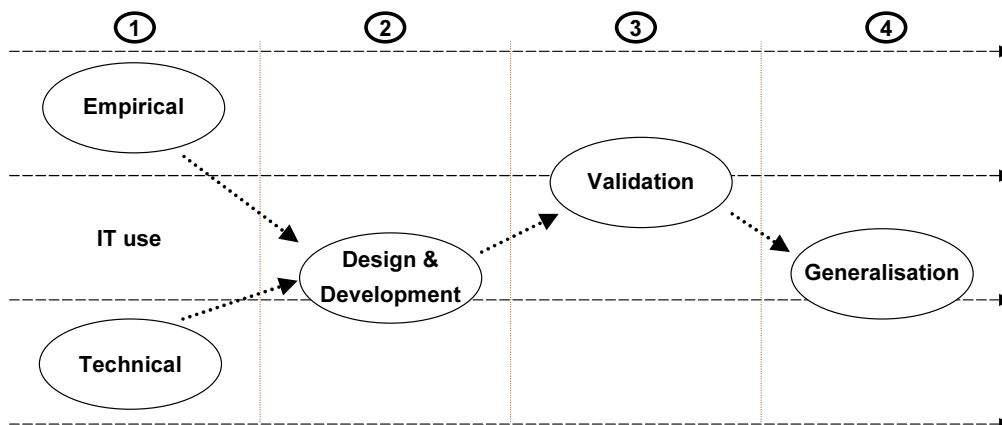 1 2 3 4
Empirical
Validation
IT use
Design &
Development
Generalisation
Technical